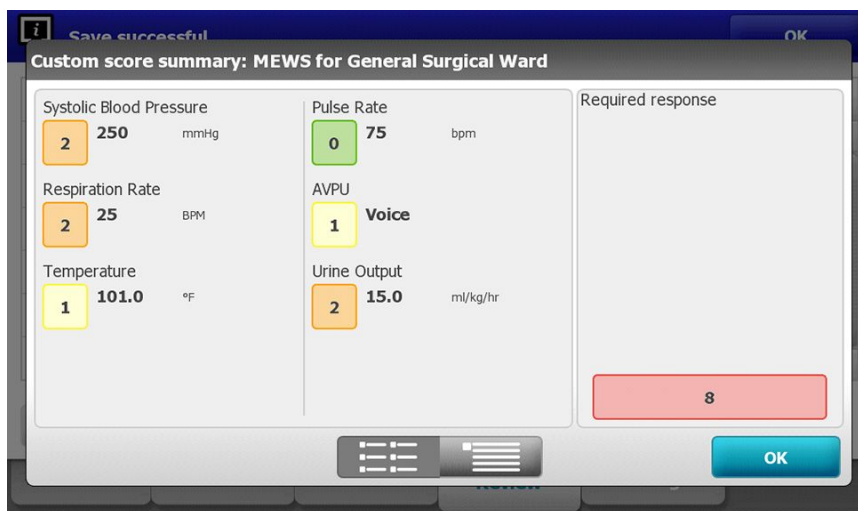 Save successful
OK
Custom score summary: MEWS for General Surgical Ward
Systolic Blood Pressure
2 250 mmHg
Respiration Rate
2 25 BPM
Temperature
1 101.0 °F
Pulse Rate
0 75 bpm
AVPU
1 Voice
Urine Output
2 15.0 ml/kg/hr
Required response
8
OK
Review